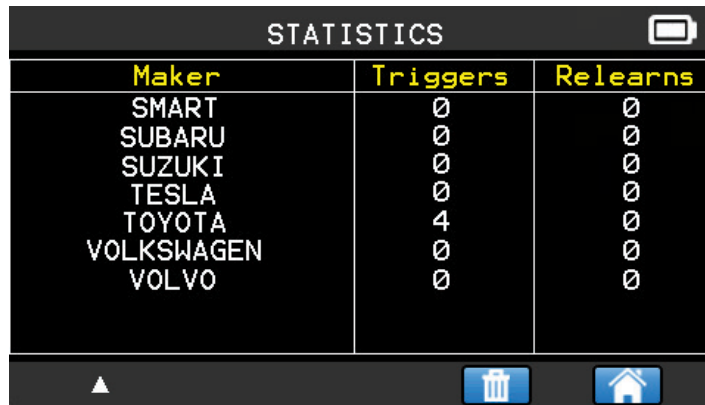 STATISTICS
Maker Triggers Relearns
SMART 0 0
SUBARU 0 0
SUZUKI 0 0
TESLA 0 0
TOYOTA 4 0
VOLKSWAGEN 0 0
VOLVO 0 0